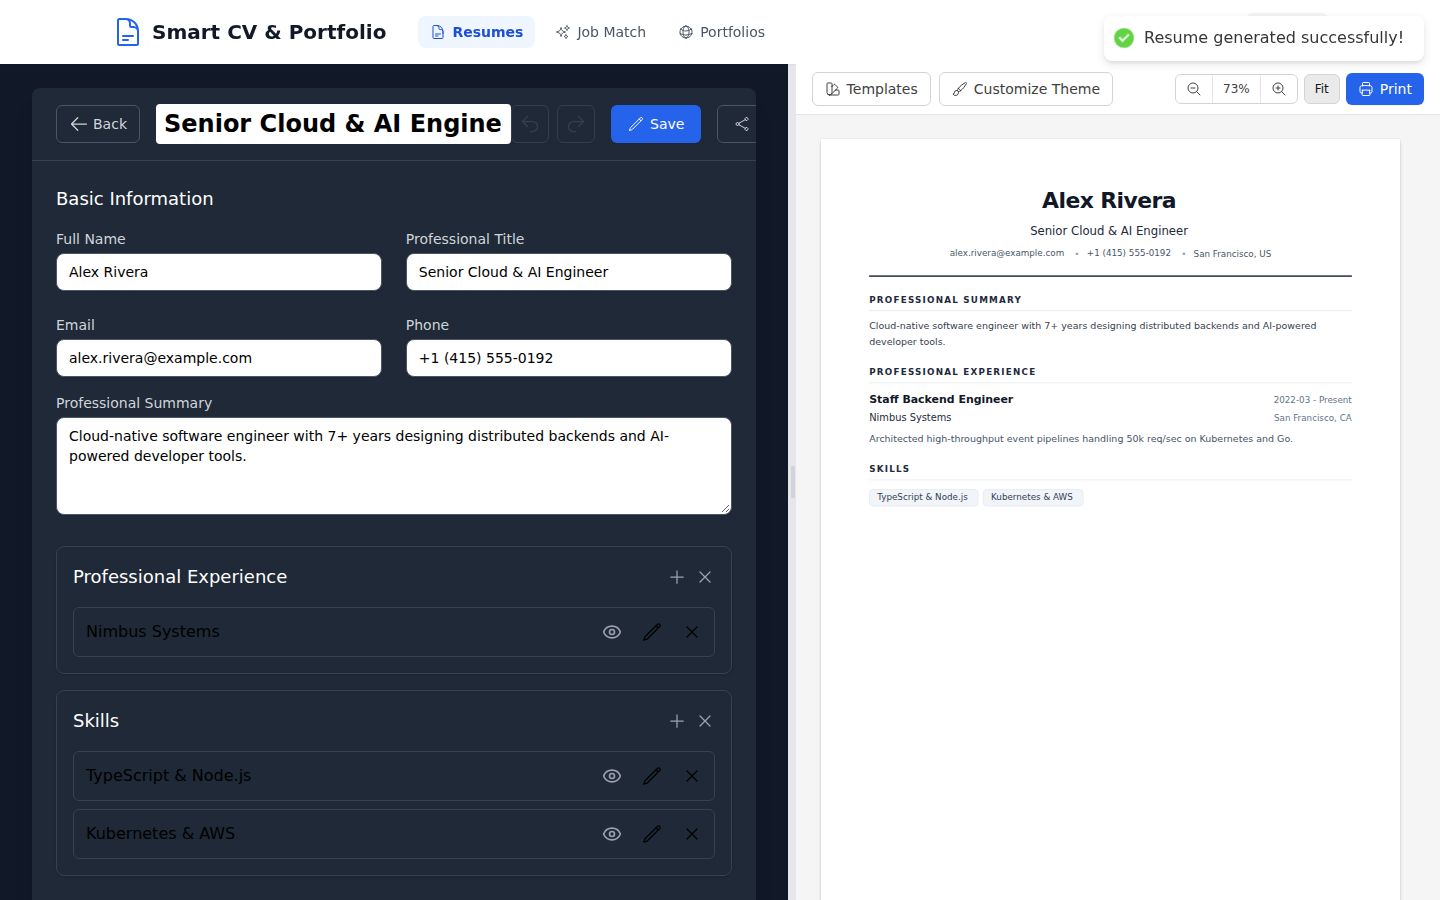 Smart CV & Portfolio
Resumes
Job Match
Portfolios
Resume generated successfully!
Back
Senior Cloud & AI Engine
Save
Templates
Customize Theme
73%
Fit
Print
Basic Information
Full Name
Professional Title
Alex Rivera
Senior Cloud & AI Engineer
Email
Phone
alex.rivera@example.com
+1 (415) 555-0192
Professional Summary
Cloud-native software engineer with 7+ years designing distributed backends and AI-
powered developer tools.
Professional Experience
Nimbus Systems
Skills
TypeScript & Node.js
Kubernetes & AWS
Alex Rivera
Senior Cloud & AI Engineer
alex.rivera@example.com • +1 (415) 555-0192 • San Francisco, US
PROFESSIONAL SUMMARY
Cloud-native software engineer with 7+ years designing distributed backends and AI-powered
developer tools.
PROFESSIONAL EXPERIENCE
Staff Backend Engineer 2022-03 - Present
Nimbus Systems San Francisco, CA
Architected high-throughput event pipelines handling 50k req/sec on Kubernetes and Go.
SKILLS
TypeScript & Node.js Kubernetes & AWS